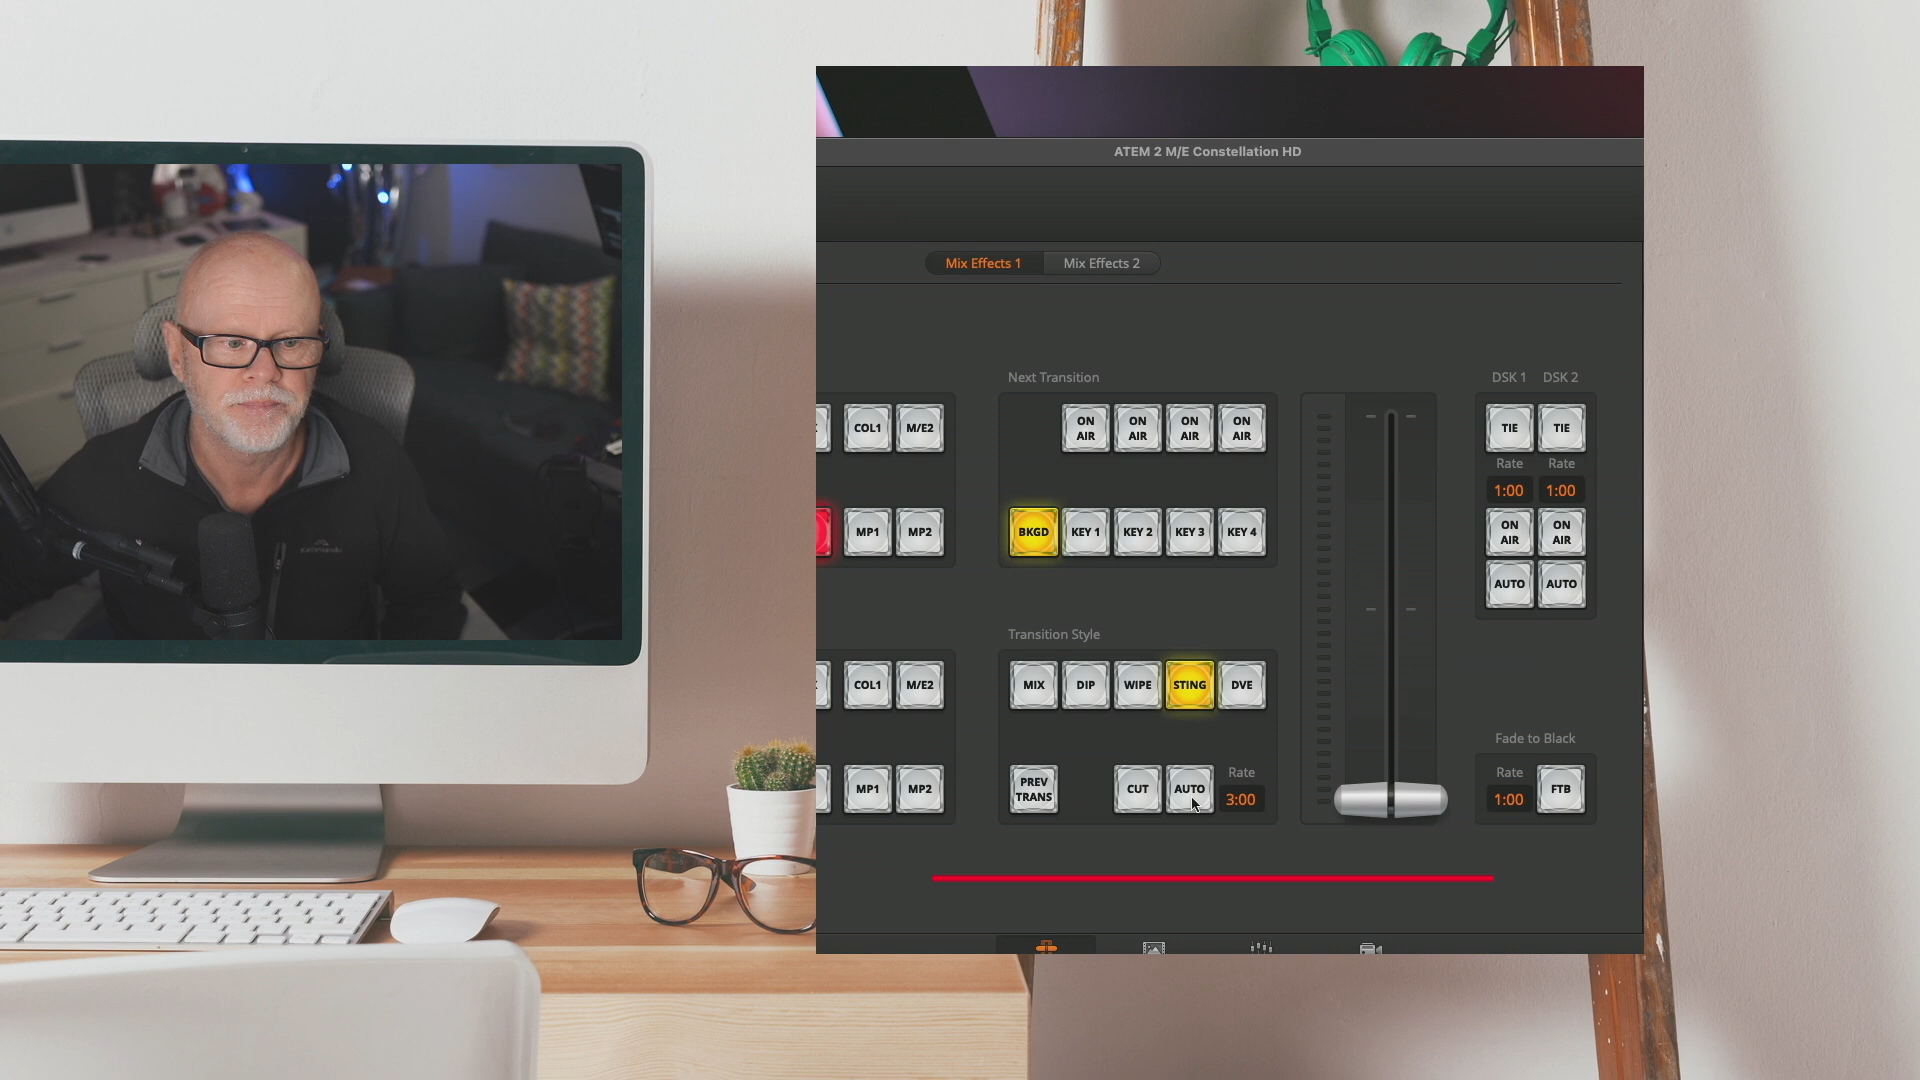 ATEM 2 M/E Constellation HD
Mix Effects 1 Mix Effects 2
Next Transition
DSK 1 DSK 2
COL1 M/E2
ON AIR ON AIR ON AIR ON AIR
TIE TIE
Rate Rate
1:00 1:00
MP1 MP2
BKGD KEY 1 KEY 2 KEY 3 KEY 4
ON AIR ON AIR
AUTO AUTO
Transition Style
COL1 M/E2
MIX DIP WIPE STING DVE
Fade to Black
MP1 MP2
PREV TRANS
CUT AUTO
Rate
3:00
Rate
1:00
FTB